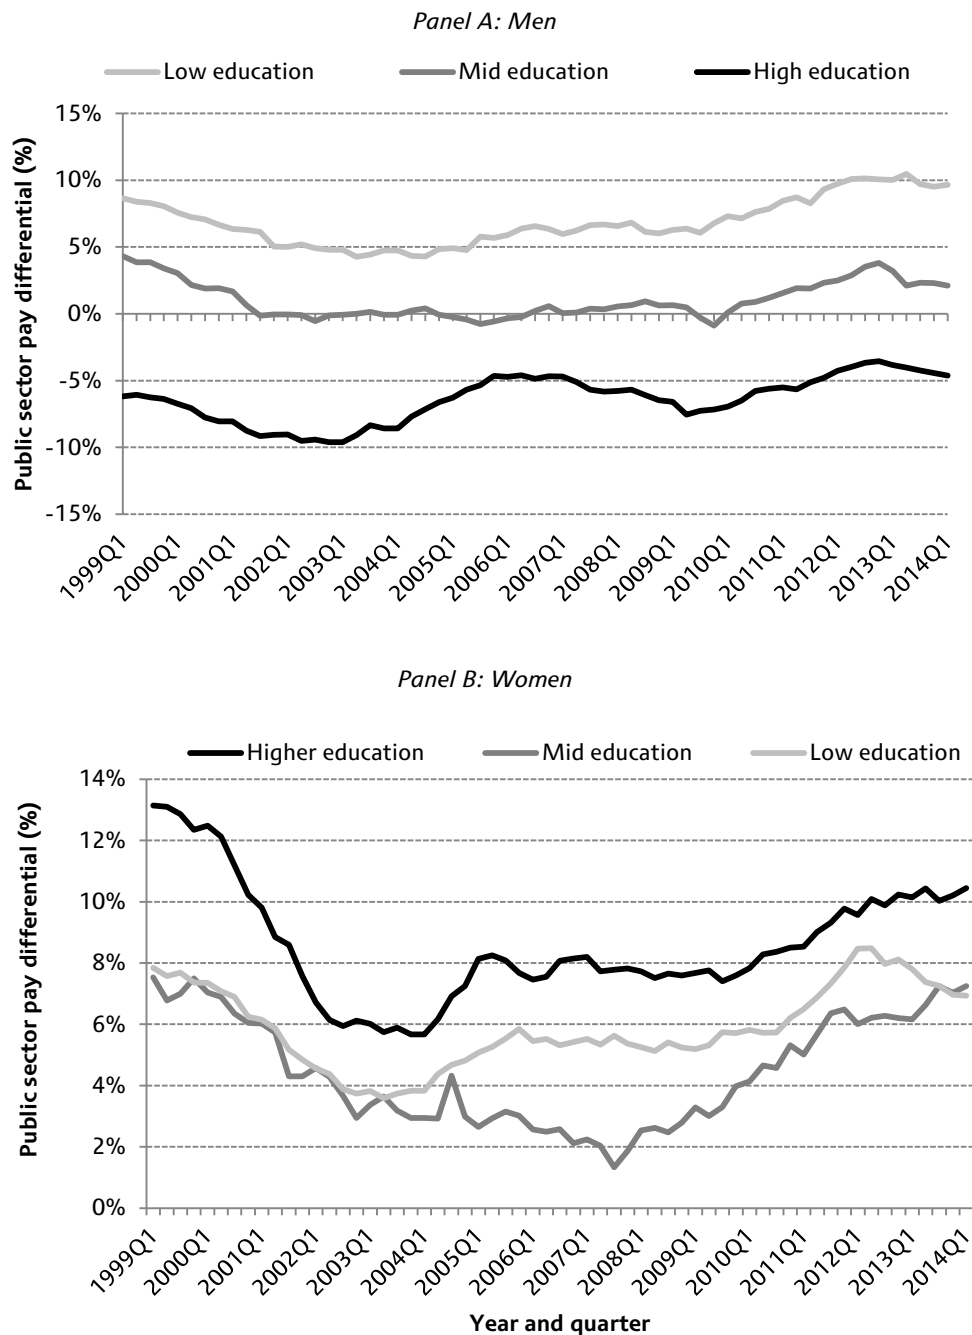 Panel A: Men
Low education Mid education High education
Public sector pay differential (%)
15%
10%
5%
0%
-5%
-10%
-15%
1999Q1
2000Q1
2001Q1
2002Q1
2003Q1
2004Q1
2005Q1
2006Q1
2007Q1
2008Q1
2009Q1
2010Q1
2011Q1
2012Q1
2013Q1
2014Q1
Panel B: Women
Higher education Mid education Low education
Public sector pay differential (%)
14%
12%
10%
8%
6%
4%
2%
0%
1999Q1
2000Q1
2001Q1
2002Q1
2003Q1
2004Q1
2005Q1
2006Q1
2007Q1
2008Q1
2009Q1
2010Q1
2011Q1
2012Q1
2013Q1
2014Q1
Year and quarter